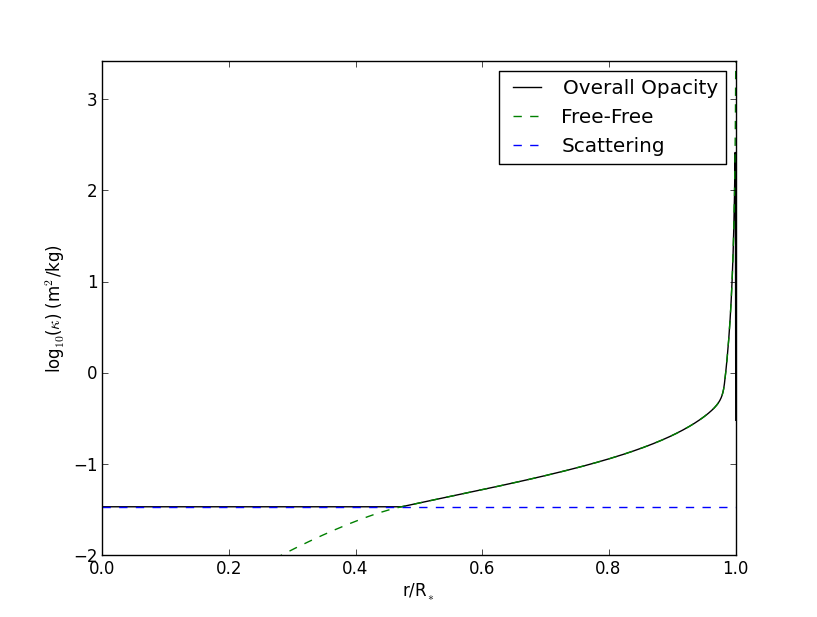 Overall Opacity
Free-Free
Scattering
3
2
1
0
−1
−2
log₁₀(κ) (m²/kg)
0.0 0.2 0.4 0.6 0.8 1.0
r/R⁎